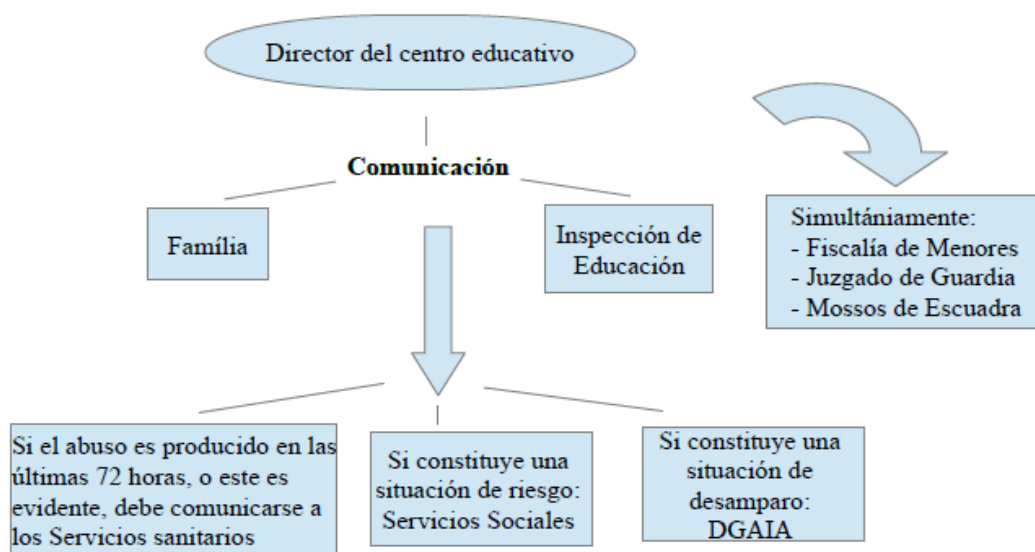 Director del centro educativo
Comunicación
Família
Inspección de
Educación
Simultániamente:
- Fiscalía de Menores
- Juzgado de Guardia
- Mossos de Escuadra
Si el abuso es producido en las
últimas 72 horas, o este es
evidente, debe comunicarse a
los Servicios sanitarios
Si constituye una
situación de riesgo:
Servicios Sociales
Si constituye una
situación de
desamparo:
DGAIA